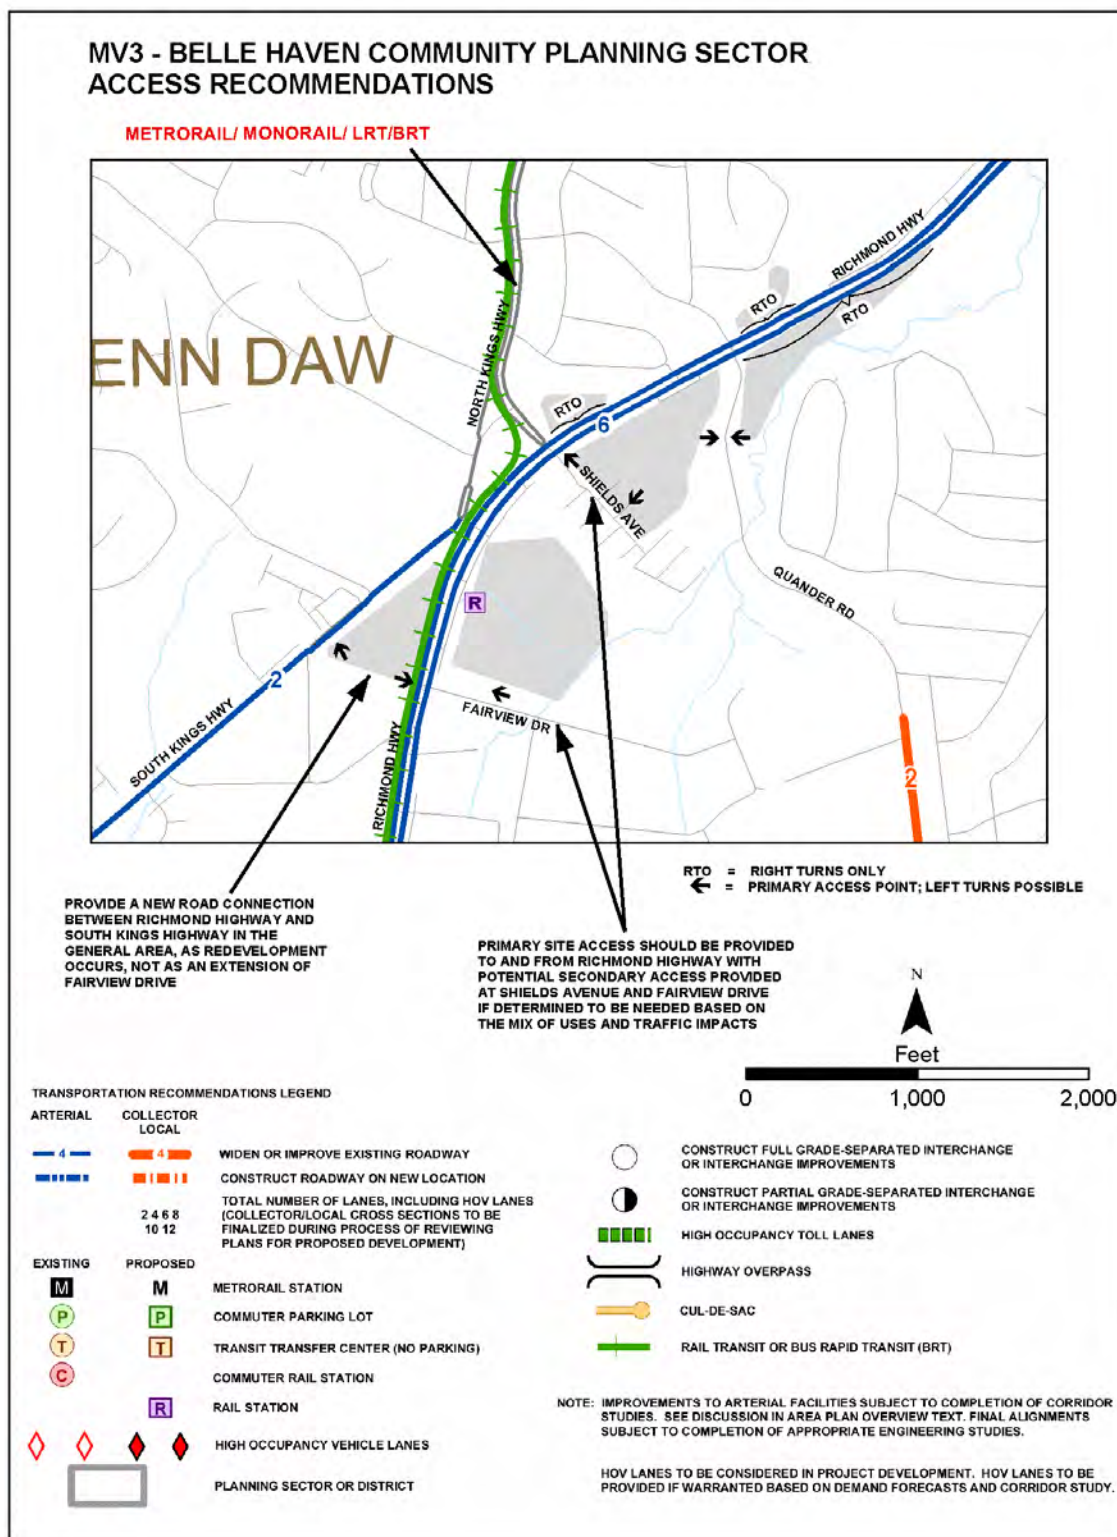 MV3 - BELLE HAVEN COMMUNITY PLANNING SECTOR
ACCESS RECOMMENDATIONS
METRORAIL/ MONORAIL/ LRT/BRT
RICHMOND HWY
RTO
RTO
NORTH KINGS HWY
ENN DAW
RTO
6
SHIELDS AVE
QUANDER RD
R
2
FAIRVIEW DR
SOUTH KINGS HWY
RICHMOND HWY
2
RTO = RIGHT TURNS ONLY
= PRIMARY ACCESS POINT; LEFT TURNS POSSIBLE
PROVIDE A NEW ROAD CONNECTION
BETWEEN RICHMOND HIGHWAY AND
SOUTH KINGS HIGHWAY IN THE
GENERAL AREA, AS REDEVELOPMENT
OCCURS, NOT AS AN EXTENSION OF
FAIRVIEW DRIVE
PRIMARY SITE ACCESS SHOULD BE PROVIDED
TO AND FROM RICHMOND HIGHWAY WITH
POTENTIAL SECONDARY ACCESS PROVIDED
AT SHIELDS AVENUE AND FAIRVIEW DRIVE
IF DETERMINED TO BE NEEDED BASED ON
THE MIX OF USES AND TRAFFIC IMPACTS
N
Feet
0 1,000 2,000
TRANSPORTATION RECOMMENDATIONS LEGEND
ARTERIAL COLLECTOR
LOCAL
4 4 WIDEN OR IMPROVE EXISTING ROADWAY
CONSTRUCT ROADWAY ON NEW LOCATION
TOTAL NUMBER OF LANES, INCLUDING HOV LANES
2 4 6 8 (COLLECTOR/LOCAL CROSS SECTIONS TO BE
10 12 FINALIZED DURING PROCESS OF REVIEWING
PLANS FOR PROPOSED DEVELOPMENT)
EXISTING PROPOSED
M M METRORAIL STATION
P P COMMUTER PARKING LOT
T T TRANSIT TRANSFER CENTER (NO PARKING)
C COMMUTER RAIL STATION
R RAIL STATION
HIGH OCCUPANCY VEHICLE LANES
PLANNING SECTOR OR DISTRICT
CONSTRUCT FULL GRADE-SEPARATED INTERCHANGE
OR INTERCHANGE IMPROVEMENTS
CONSTRUCT PARTIAL GRADE-SEPARATED INTERCHANGE
OR INTERCHANGE IMPROVEMENTS
HIGH OCCUPANCY TOLL LANES
HIGHWAY OVERPASS
CUL-DE-SAC
RAIL TRANSIT OR BUS RAPID TRANSIT (BRT)
NOTE: IMPROVEMENTS TO ARTERIAL FACILITIES SUBJECT TO COMPLETION OF CORRIDOR
STUDIES. SEE DISCUSSION IN AREA PLAN OVERVIEW TEXT. FINAL ALIGNMENTS
SUBJECT TO COMPLETION OF APPROPRIATE ENGINEERING STUDIES.
HOV LANES TO BE CONSIDERED IN PROJECT DEVELOPMENT. HOV LANES TO BE
PROVIDED IF WARRANTED BASED ON DEMAND FORECASTS AND CORRIDOR STUDY.